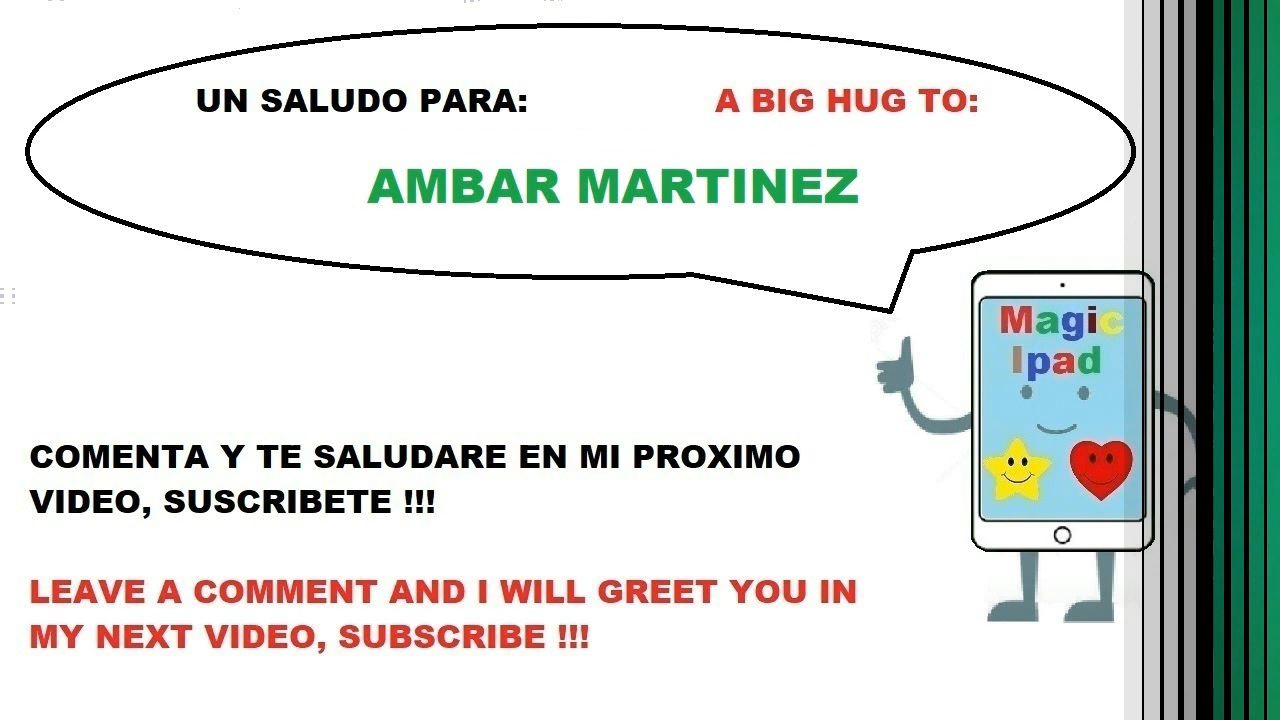 UN SALUDO PARA: A BIG HUG TO:
AMBAR MARTINEZ
Magic
Ipad
COMENTA Y TE SALUDARE EN MI PROXIMO
VIDEO, SUSCRIBETE !!!
LEAVE A COMMENT AND I WILL GREET YOU IN
MY NEXT VIDEO, SUBSCRIBE !!!